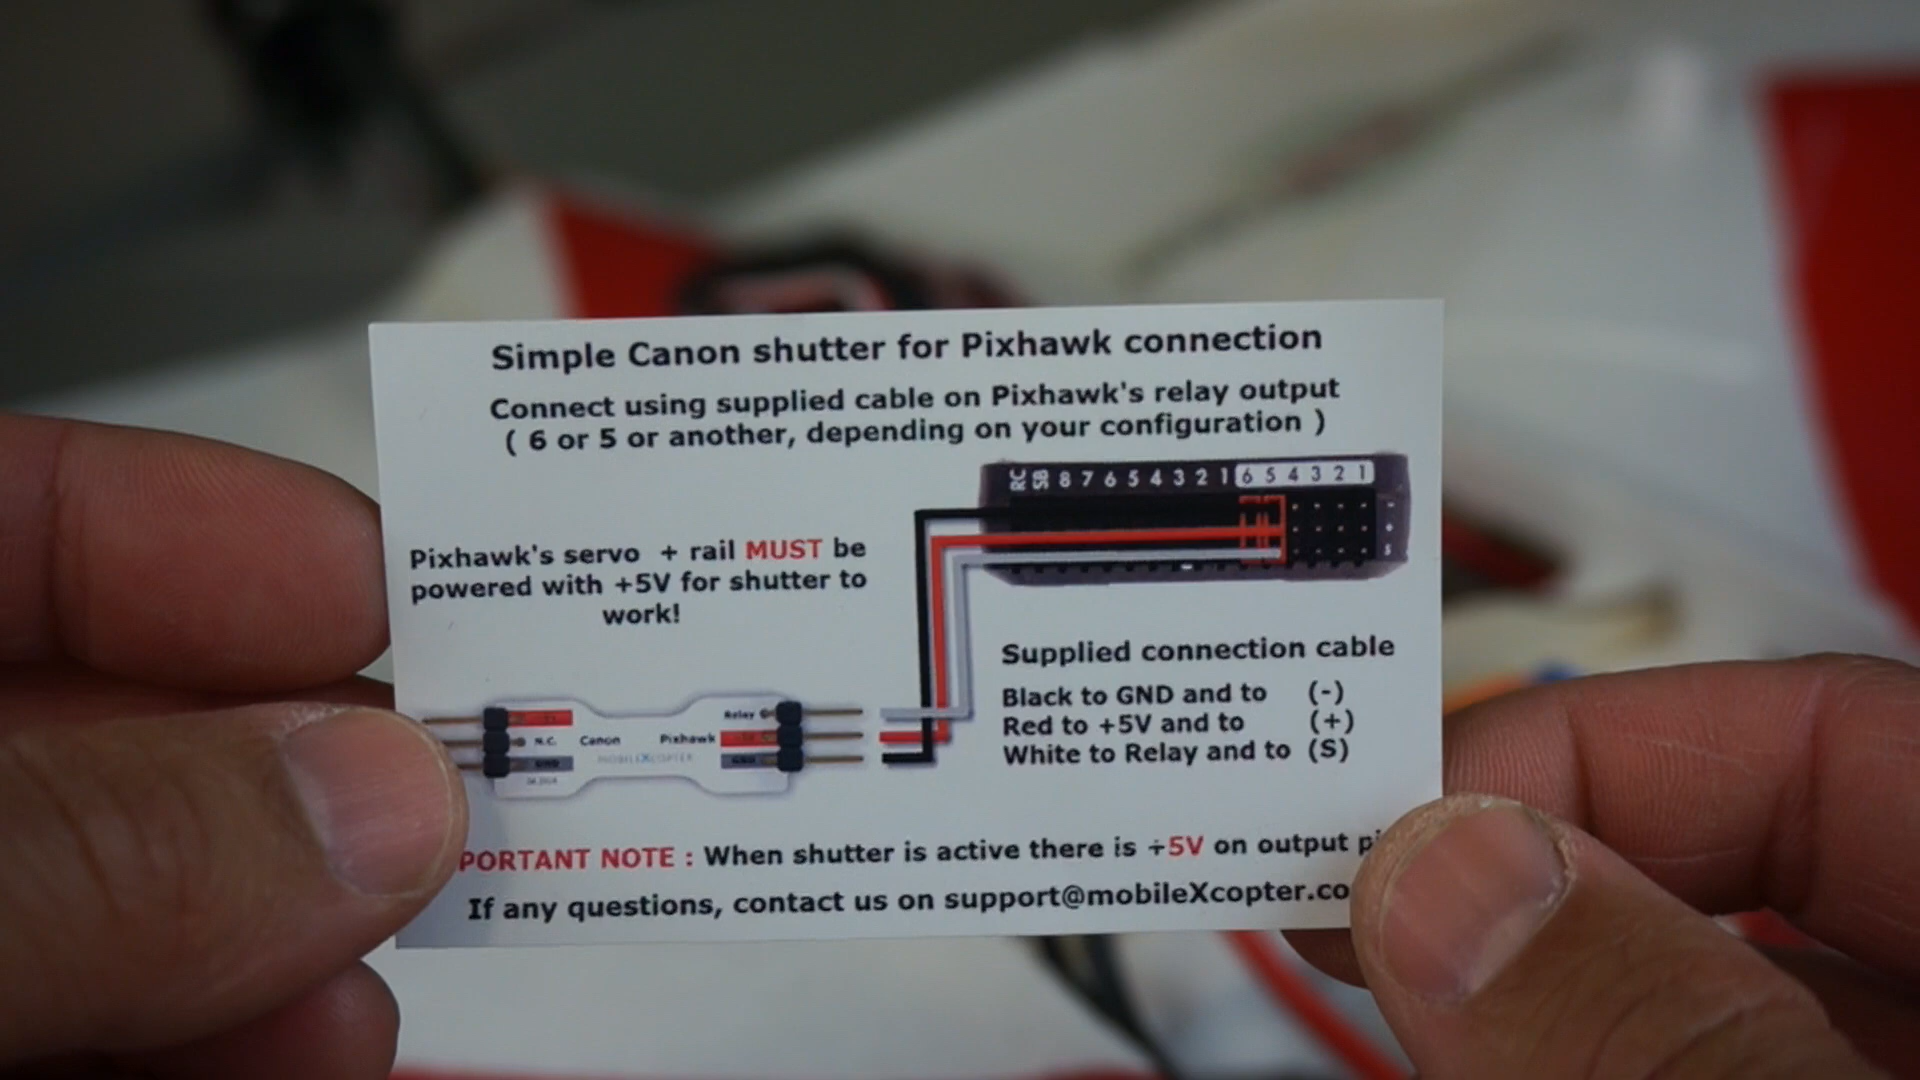 Simple Canon shutter for Pixhawk connection
Connect using supplied cable on Pixhawk's relay output
( 6 or 5 or another, depending on your configuration )
RC SB 8 7 6 5 4 3 2 1 6 5 4 3 2 1
- + S
Pixhawk's servo + rail MUST be
powered with +5V for shutter to
work!
Supplied connection cable
Black to GND and to (-)
Red to +5V and to (+)
White to Relay and to (S)
Relay
N.C. Canon Pixhawk
GND MOBILEXCOPTER GND
PORTANT NOTE : When shutter is active there is +5V on output pi
If any questions, contact us on support@mobileXcopter.co